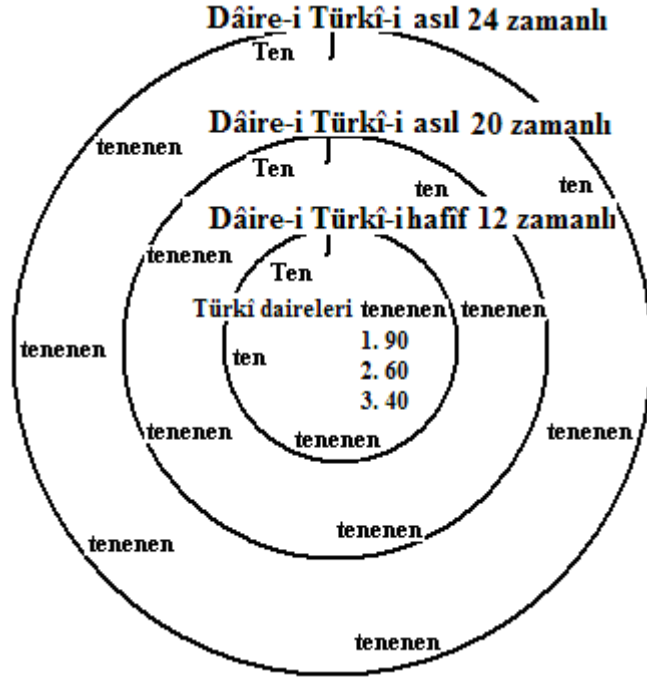 Dâire-i Türkî-i asıl 24 zamanlı
Ten
tenenen
Dâire-i Türkî-i asıl 20 zamanlı
Ten
ten
ten
Dâire-i Türkî-i hafîf 12 zamanlı
tenenen
Ten
Türkî daireleri tenenen tenenen
1. 90
tenenen
ten
2. 60
3. 40
tenenen
tenenen
tenenen
tenenen
tenenen
tenenen
tenenen